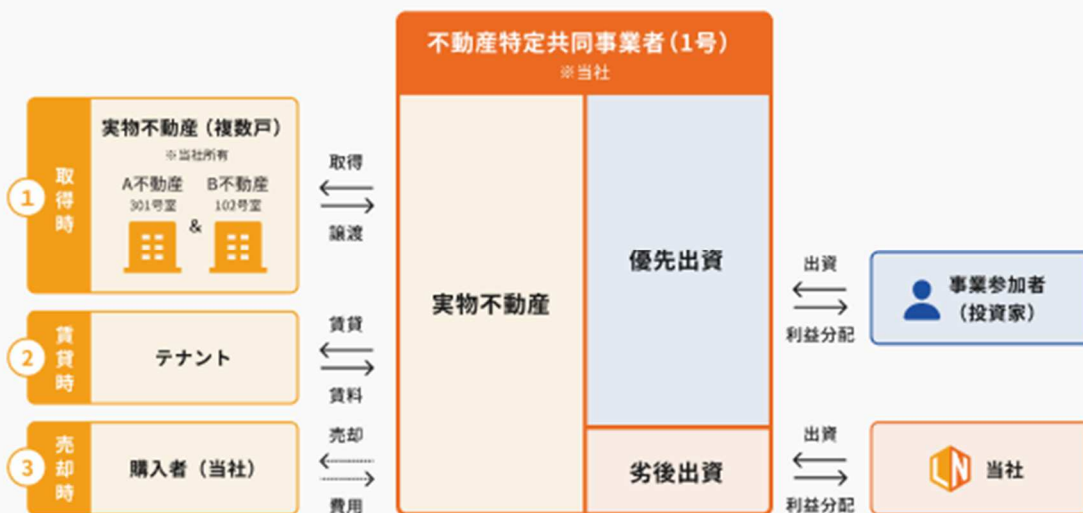 不動産特定共同事業者(1号)
※当社
1
取得時
実物不動産(複数戸)
※当社所有
A不動産 B不動産
301号室 102号室
&
取得
譲渡
2
賃貸時
テナント
賃貸
賃料
3
売却時
購入者(当社)
売却
費用
実物不動産
優先出資
劣後出資
出資
利益分配
事業参加者
(投資家)
出資
利益分配
LN 当社